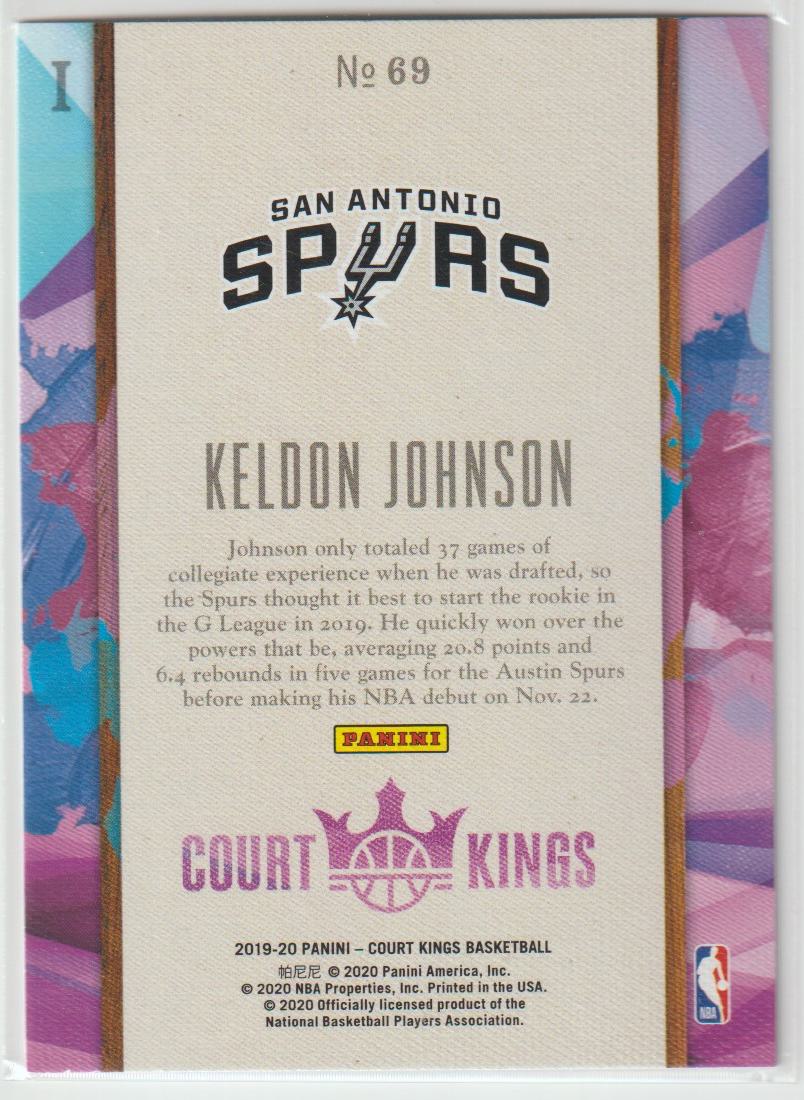 I
№ 69
SAN ANTONIO
SPURS
KELDON JOHNSON
Johnson only totaled 37 games of
collegiate experience when he was drafted, so
the Spurs thought it best to start the rookie in
the G League in 2019. He quickly won over the
powers that be, averaging 20.8 points and
6.4 rebounds in five games for the Austin Spurs
before making his NBA debut on Nov. 22.
PANINI
COURT KINGS
2019-20 PANINI – COURT KINGS BASKETBALL
帕尼尼 © 2020 Panini America, Inc.
© 2020 NBA Properties, Inc. Printed in the USA.
© 2020 Officially licensed product of the
National Basketball Players Association.
NBA